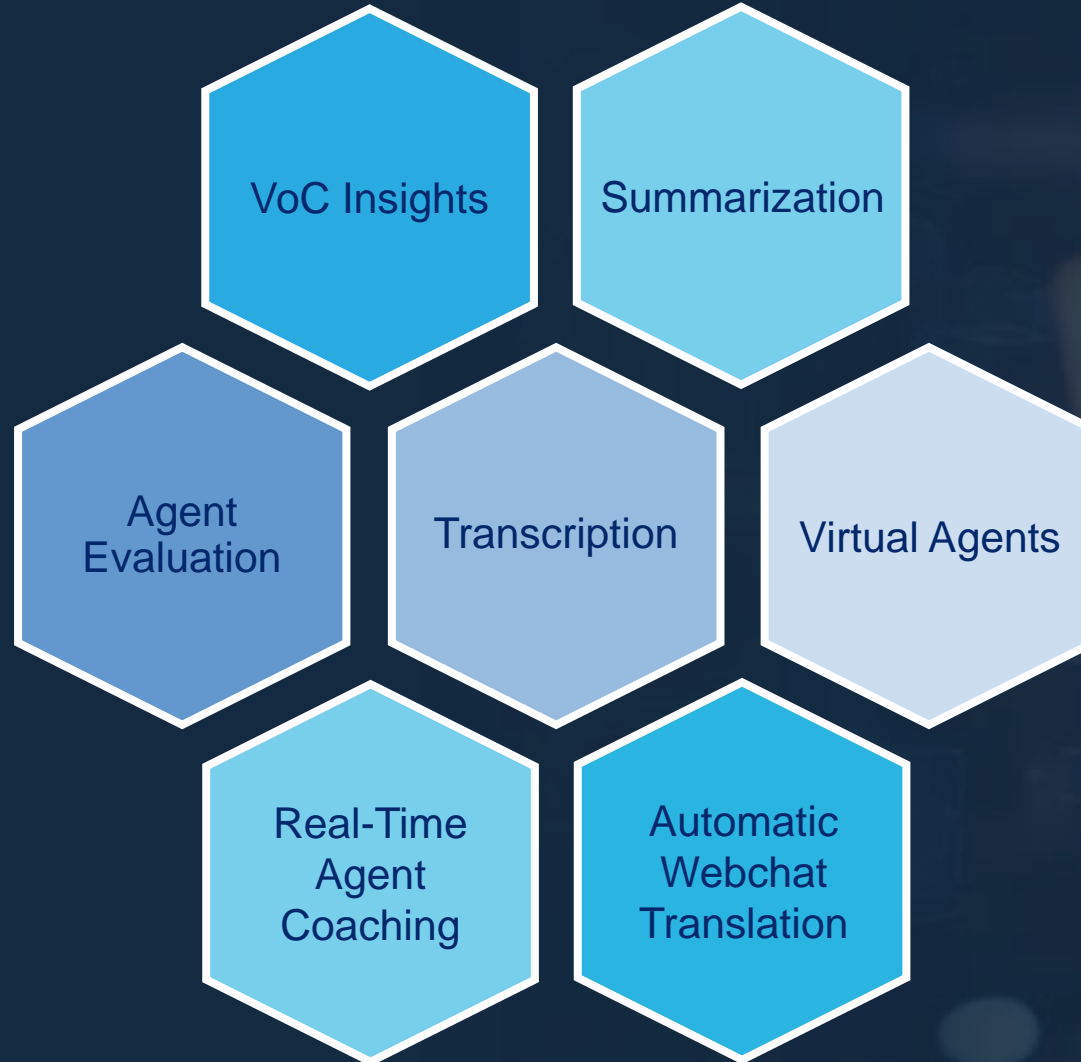 VoC Insights
Summarization
Agent
Evaluation
Transcription
Virtual Agents
Real-Time
Agent
Coaching
Automatic
Webchat
Translation